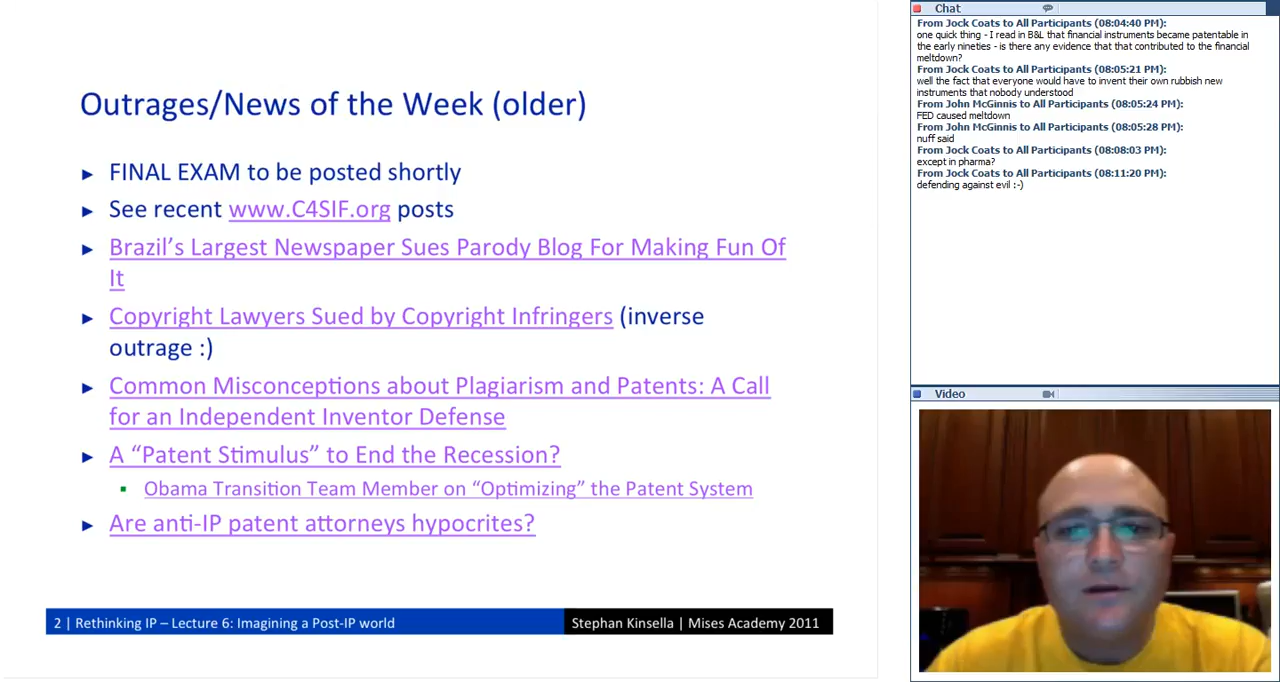 Outrages/News of the Week (older)
► FINAL EXAM to be posted shortly
► See recent www.C4SIF.org posts
► Brazil’s Largest Newspaper Sues Parody Blog For Making Fun Of
It
► Copyright Lawyers Sued by Copyright Infringers (inverse
outrage :)
► Common Misconceptions about Plagiarism and Patents: A Call
for an Independent Inventor Defense
► A “Patent Stimulus” to End the Recession?
▪ Obama Transition Team Member on “Optimizing” the Patent System
► Are anti-IP patent attorneys hypocrites?
2 | Rethinking IP – Lecture 6: Imagining a Post-IP world
Stephan Kinsella | Mises Academy 2011
Chat
From Jock Coats to All Participants (08:04:40 PM):
one quick thing - I read in B&L that financial instruments became patentable in
the early nineties - is there any evidence that that contributed to the financial
meltdown?
From Jock Coats to All Participants (08:05:21 PM):
well the fact that everyone would have to invent their own rubbish new
instruments that nobody understood
From John McGinnis to All Participants (08:05:24 PM):
FED caused meltdown
From John McGinnis to All Participants (08:05:28 PM):
nuff said
From Jock Coats to All Participants (08:08:03 PM):
except in pharma?
From Jock Coats to All Participants (08:11:20 PM):
defending against evil :-)
Video